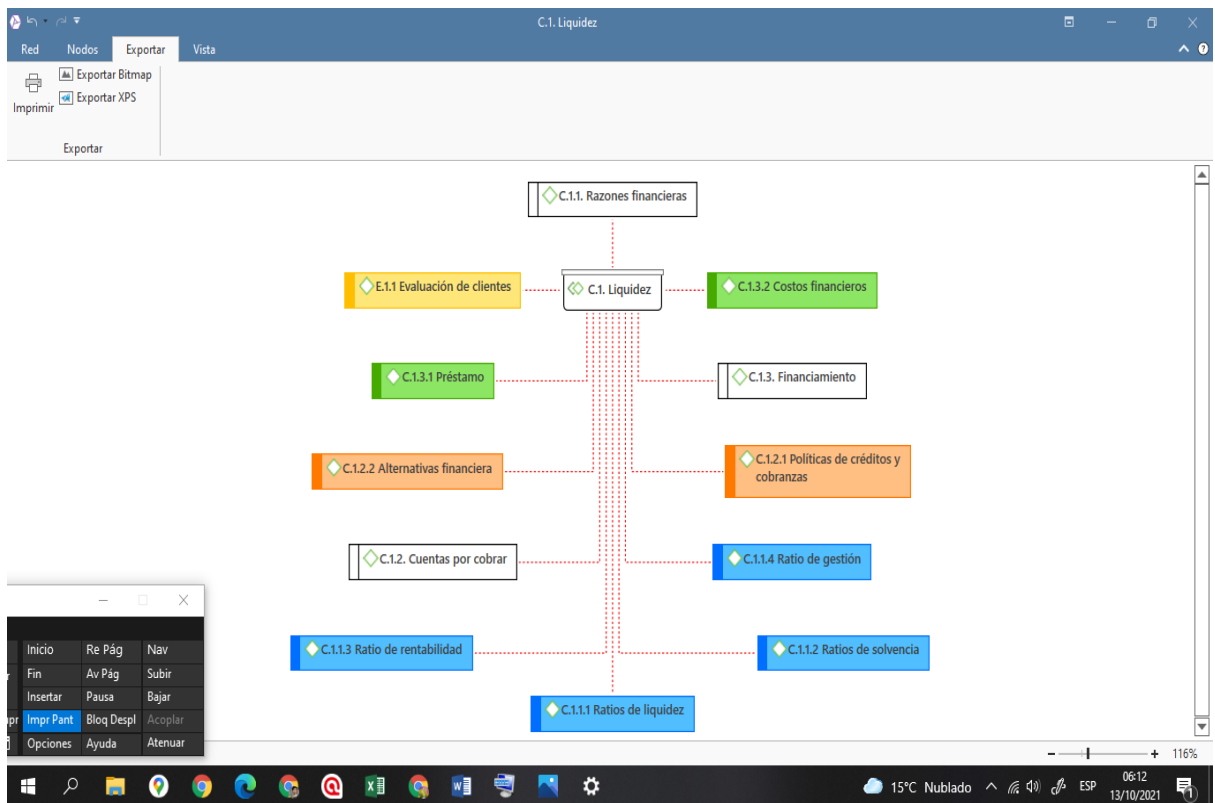 C.1. Liquidez
Red Nodos Exportar Vista
Imprimir
Exportar Bitmap
Exportar XPS
Exportar
C.1.1. Razones financieras
E.1.1 Evaluación de clientes
C.1. Liquidez
C.1.3.2 Costos financieros
C.1.3.1 Préstamo
C.1.3. Financiamiento
C.1.2.2 Alternativas financiera
C.1.2.1 Políticas de créditos y
cobranzas
C.1.2. Cuentas por cobrar
C.1.1.4 Ratio de gestión
C.1.1.3 Ratio de rentabilidad
C.1.1.2 Ratios de solvencia
C.1.1.1 Ratios de liquidez
Inicio Re Pág Nav
Fin Av Pág Subir
Insertar Pausa Bajar
Impr Pant Bloq Despl Acoplar
Opciones Ayuda Atenuar
116%
15°C Nublado ESP
06:12
13/10/2021